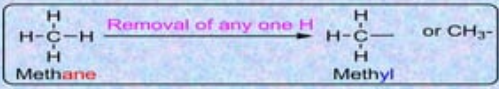 H
H-C-H
H
Methane
Removal of any one H
H
H-C—
H
Methyl
or CH₃-